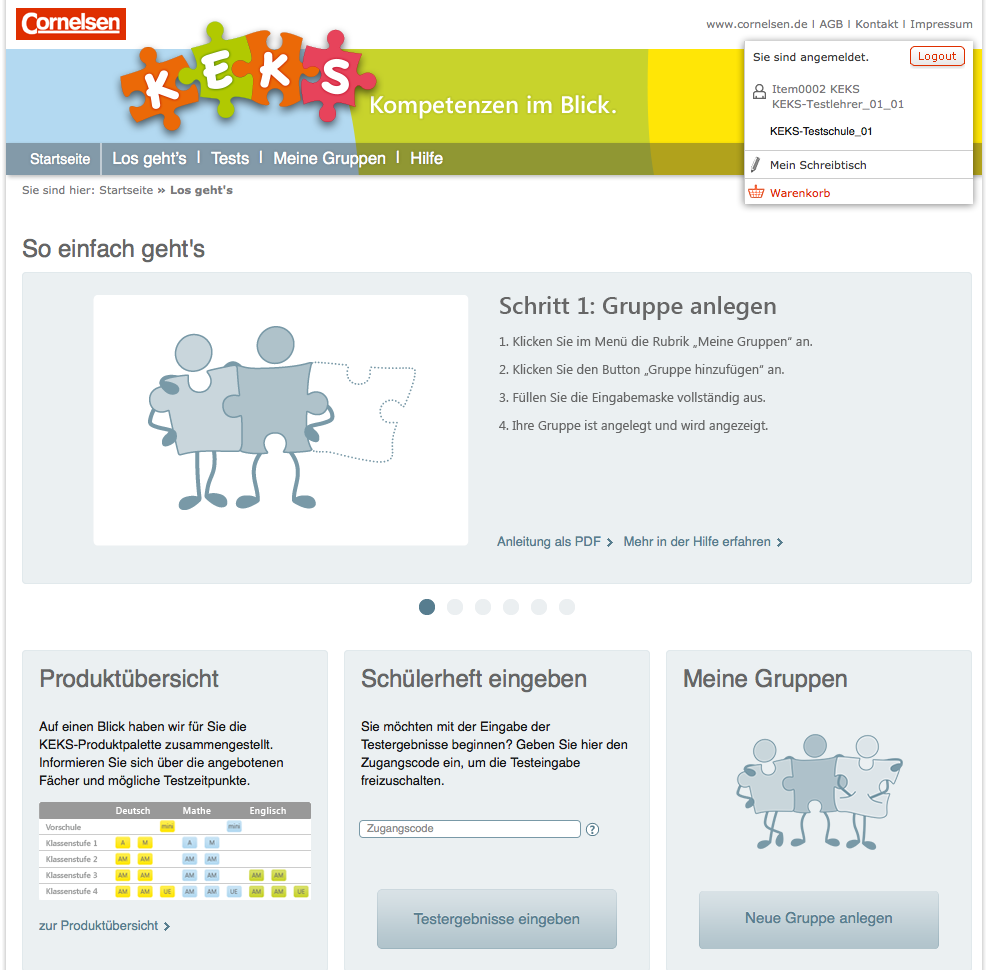 Cornelsen
www.cornelsen.de I AGB I Kontakt I Impressum
KEKS
Kompetenzen im Blick.
Sie sind angemeldet.
Logout
Item0002 KEKS
KEKS-Testlehrer_01_01
KEKS-Testschule_01
Mein Schreibtisch
Warenkorb
Startseite Los geht's I Tests I Meine Gruppen I Hilfe
Sie sind hier: Startseite » Los geht's
So einfach geht's
Schritt 1: Gruppe anlegen
1. Klicken Sie im Menü die Rubrik „Meine Gruppen“ an.
2. Klicken Sie den Button „Gruppe hinzufügen“ an.
3. Füllen Sie die Eingabemaske vollständig aus.
4. Ihre Gruppe ist angelegt und wird angezeigt.
Anleitung als PDF Mehr in der Hilfe erfahren
Produktübersicht
Auf einen Blick haben wir für Sie die
KEKS-Produktpalette zusammengestellt.
Informieren Sie sich über die angebotenen
Fächer und mögliche Testzeitpunkte.
Deutsch Mathe Englisch
Vorschule mini mini
Klassenstufe 1 A M A M
Klassenstufe 2 AM AM AM AM
Klassenstufe 3 AM AM AM AM AM AM
Klassenstufe 4 AM AM UE AM AM UE AM AM UE
zur Produktübersicht
Schülerheft eingeben
Sie möchten mit der Eingabe der
Testergebnisse beginnen? Geben Sie hier den
Zugangscode ein, um die Testeingabe
freizuschalten.
Zugangscode ?
Testergebnisse eingeben
Meine Gruppen
Neue Gruppe anlegen